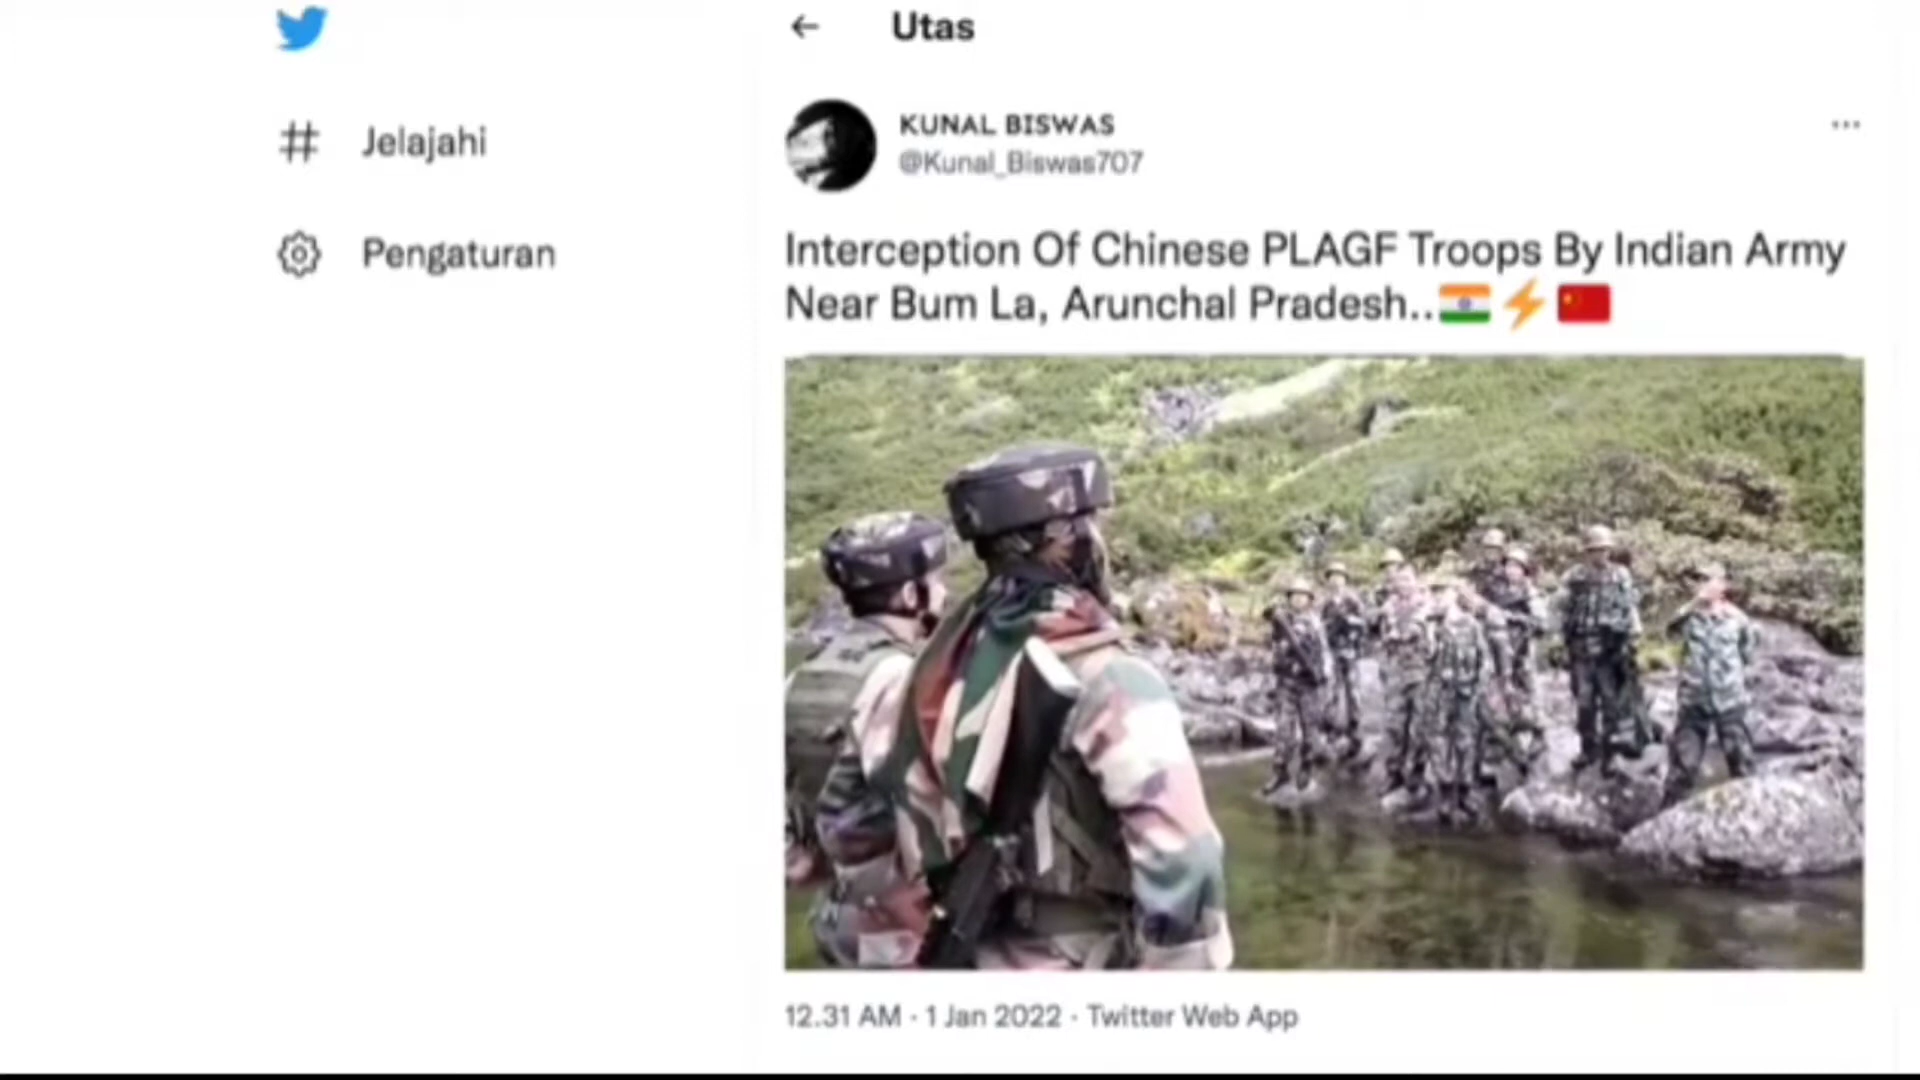 Utas
Jelajahi
Pengaturan
KUNAL BISWAS
@Kunal_Biswas707
Interception Of Chinese PLAGF Troops By Indian Army
Near Bum La, Arunchal Pradesh..🇮🇳⚡🇨🇳
12.31 AM · 1 Jan 2022 · Twitter Web App